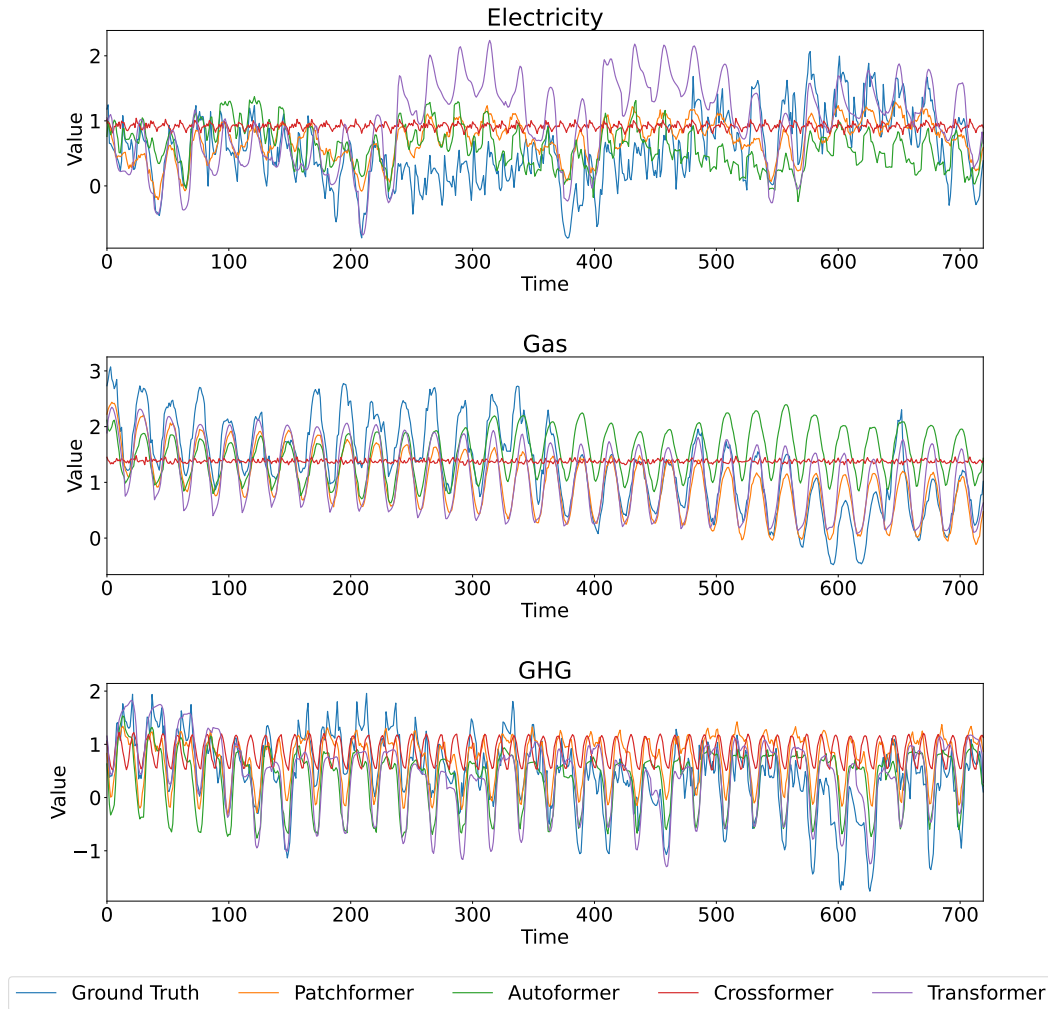 Electricity
2
1
0
Value
0 100 200 300 400 500 600 700
Time
Gas
3
2
1
0
Value
0 100 200 300 400 500 600 700
Time
GHG
2
1
0
−1
Value
0 100 200 300 400 500 600 700
Time
Ground Truth Patchformer Autoformer Crossformer Transformer